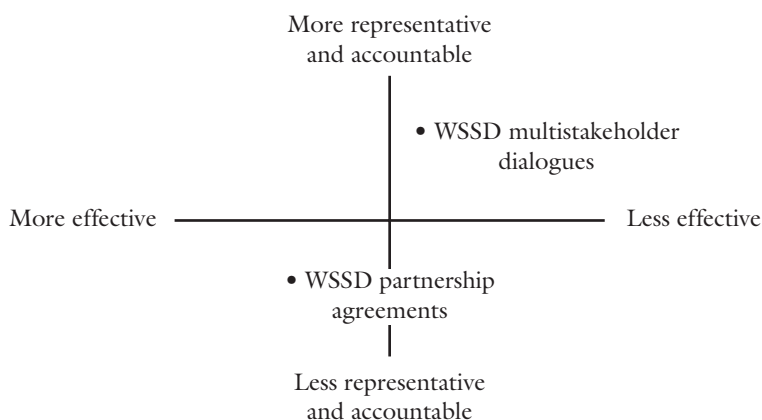 More representative
and accountable
• WSSD multistakeholder
dialogues
More effective
Less effective
• WSSD partnership
agreements
Less representative
and accountable